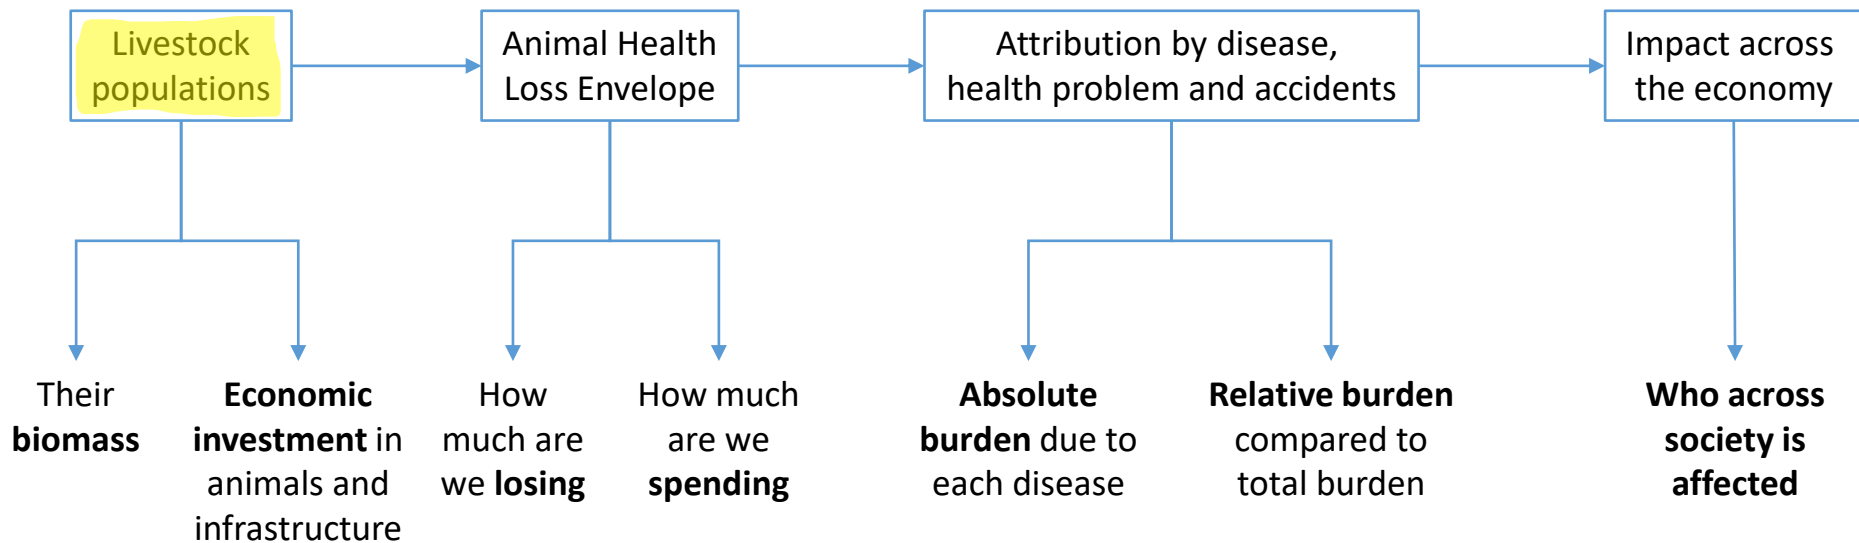 Livestock
populations
Animal Health
Loss Envelope
Attribution by disease,
health problem and accidents
Impact across
the economy
Their
biomass
Economic
investment in
animals and
infrastructure
How
much are
we losing
How much
are we
spending
Absolute
burden due to
each disease
Relative burden
compared to
total burden
Who across
society is
affected